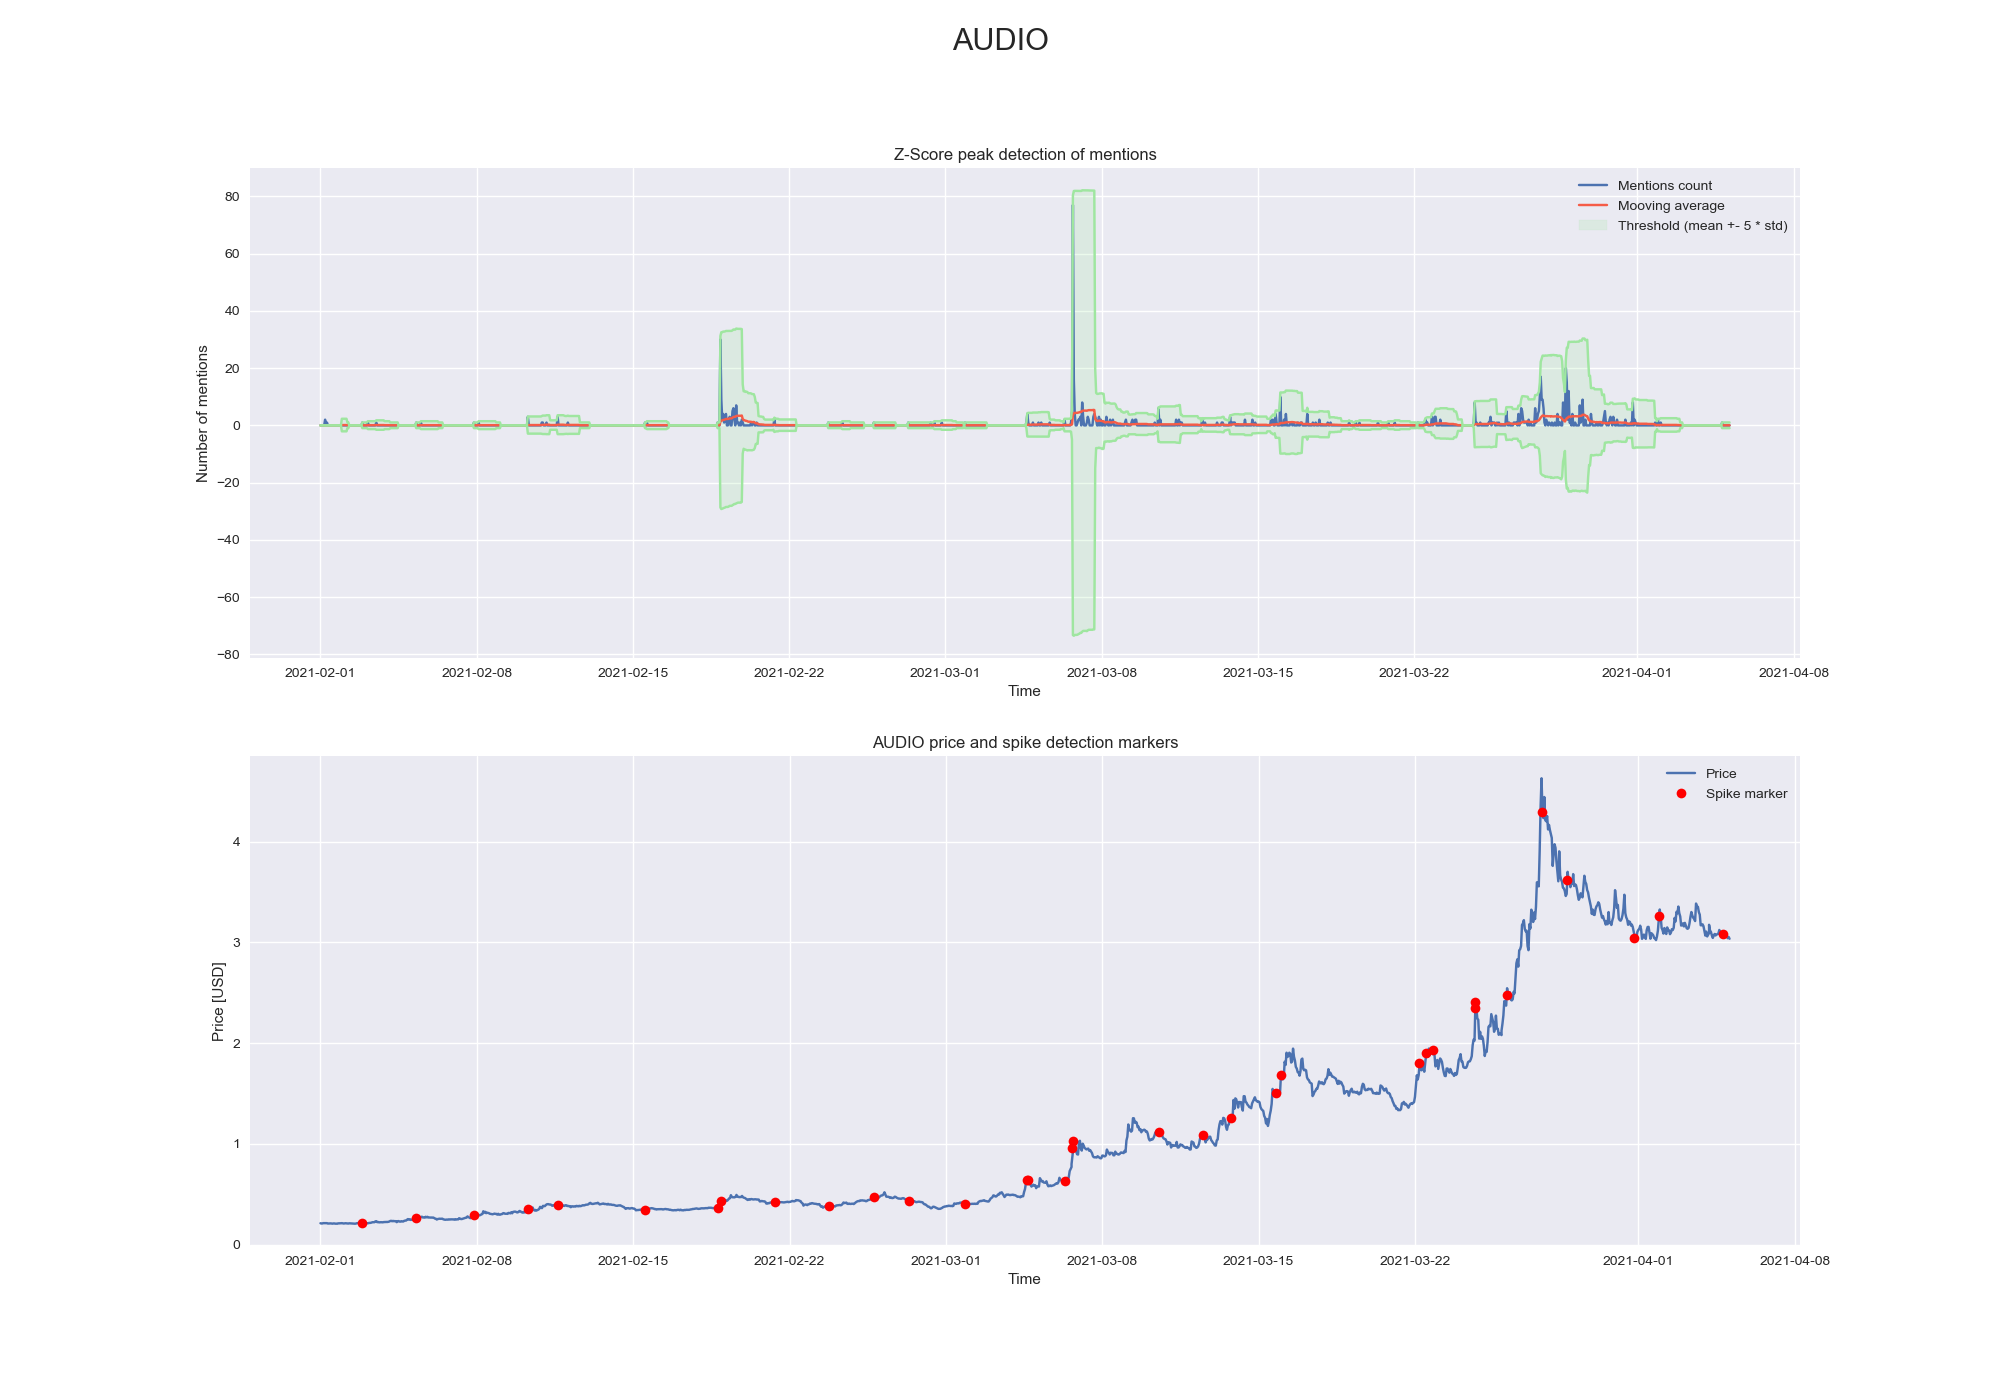 AUDIO
Z-Score peak detection of mentions
Number of mentions
80
60
40
20
0
−20
−40
−60
−80
Mentions count
Mooving average
Threshold (mean +- 5 * std)
2021-02-01 2021-02-08 2021-02-15 2021-02-22 2021-03-01 2021-03-08 2021-03-15 2021-03-22 2021-04-01 2021-04-08
Time
AUDIO price and spike detection markers
Price [USD]
4
3
2
1
0
Price
Spike marker
2021-02-01 2021-02-08 2021-02-15 2021-02-22 2021-03-01 2021-03-08 2021-03-15 2021-03-22 2021-04-01 2021-04-08
Time